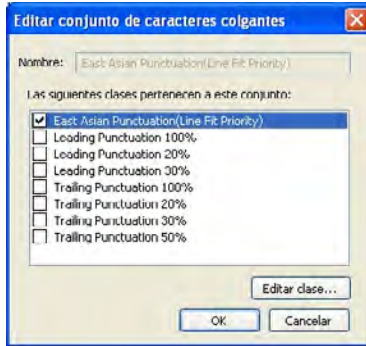 Editar conjunto de caracteres colgantes
Nombre: East Asian Punctuation(Line Fit Priority)
Las siguientes clases pertenecen a este conjunto:
East Asian Punctuation(Line Fit Priority)
Leading Punctuation 100%
Leading Punctuation 20%
Leading Punctuation 30%
Trailing Punctuation 100%
Trailing Punctuation 20%
Trailing Punctuation 30%
Trailing Punctuation 50%
Editar clase...
OK Cancelar